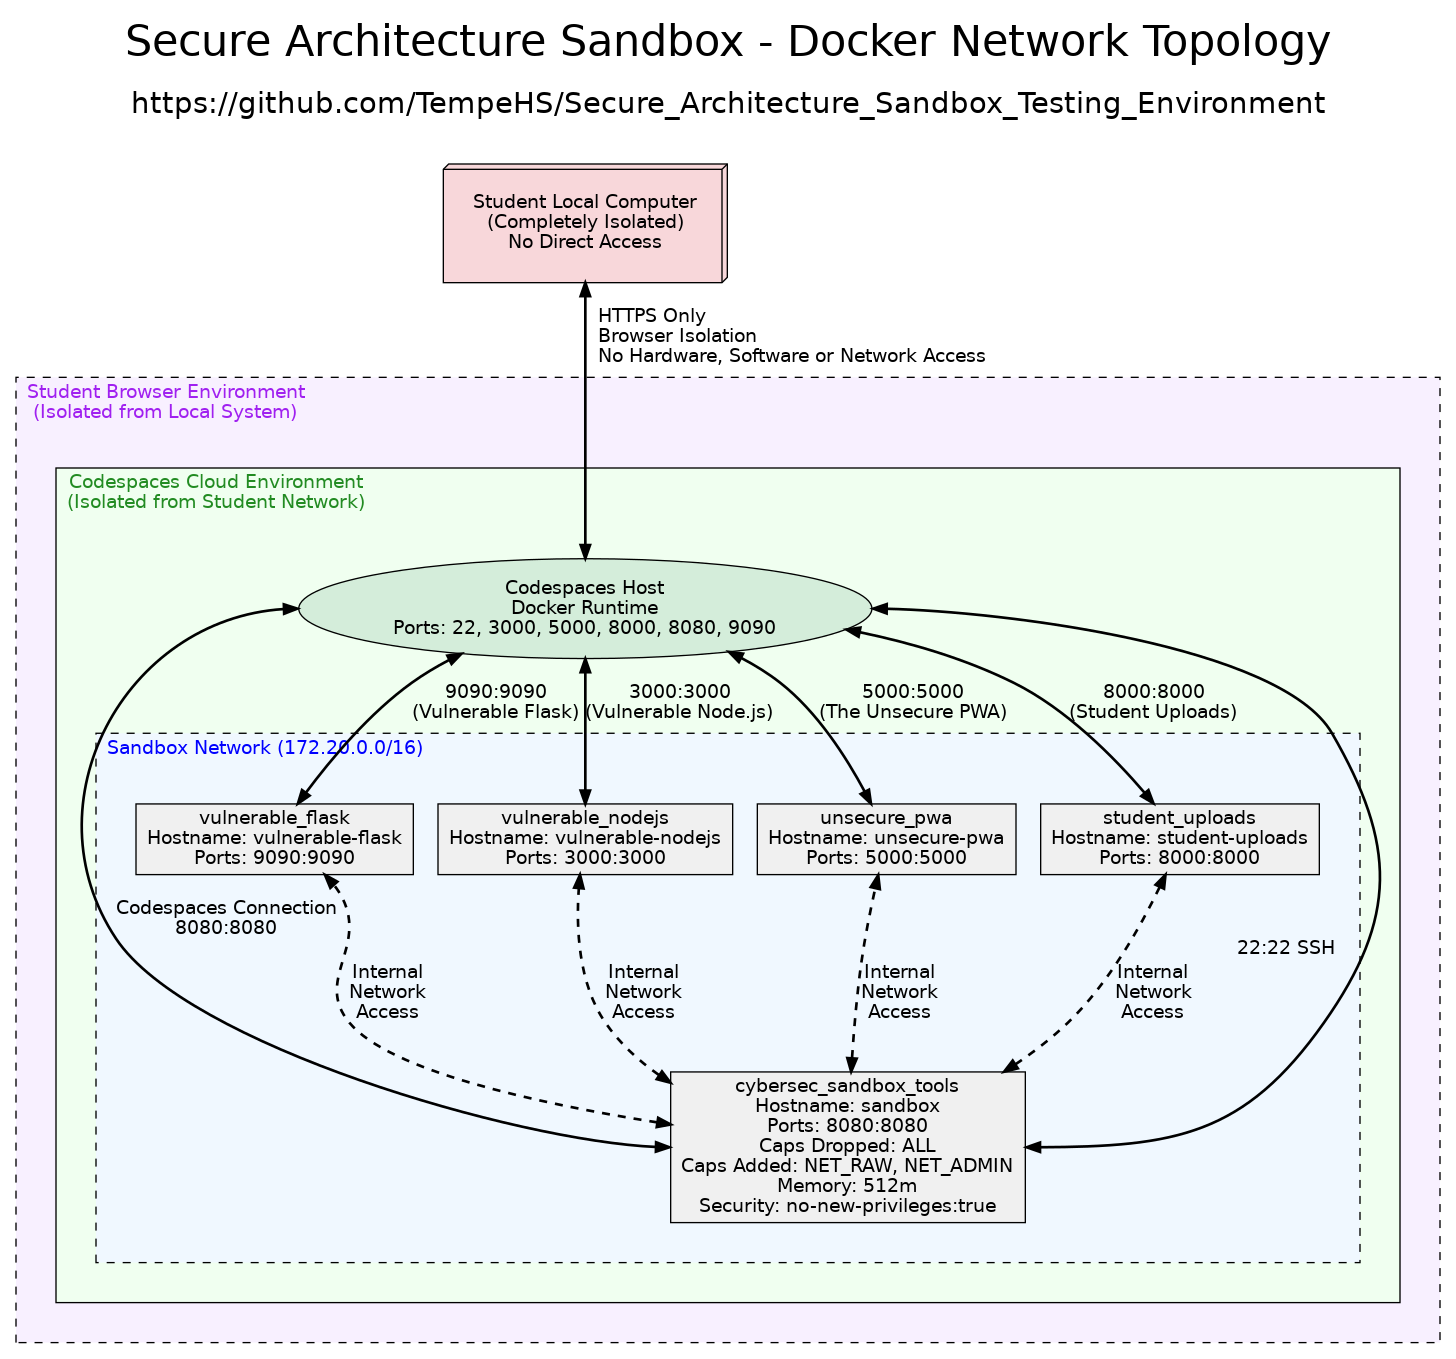 Secure Architecture Sandbox - Docker Network Topology
https://github.com/TempeHS/Secure_Architecture_Sandbox_Testing_Environment
Student Local Computer
(Completely Isolated)
No Direct Access
HTTPS Only
Browser Isolation
No Hardware, Software or Network Access
Student Browser Environment
(Isolated from Local System)
Codespaces Cloud Environment
(Isolated from Student Network)
Codespaces Host
Docker Runtime
Ports: 22, 3000, 5000, 8000, 8080, 9090
9090:9090
(Vulnerable Flask)
3000:3000
(Vulnerable Node.js)
5000:5000
(The Unsecure PWA)
8000:8000
(Student Uploads)
Sandbox Network (172.20.0.0/16)
vulnerable_flask
Hostname: vulnerable-flask
Ports: 9090:9090
vulnerable_nodejs
Hostname: vulnerable-nodejs
Ports: 3000:3000
unsecure_pwa
Hostname: unsecure-pwa
Ports: 5000:5000
student_uploads
Hostname: student-uploads
Ports: 8000:8000
Codespaces Connection
8080:8080
22:22 SSH
Internal
Network
Access
Internal
Network
Access
Internal
Network
Access
Internal
Network
Access
cybersec_sandbox_tools
Hostname: sandbox
Ports: 8080:8080
Caps Dropped: ALL
Caps Added: NET_RAW, NET_ADMIN
Memory: 512m
Security: no-new-privileges:true